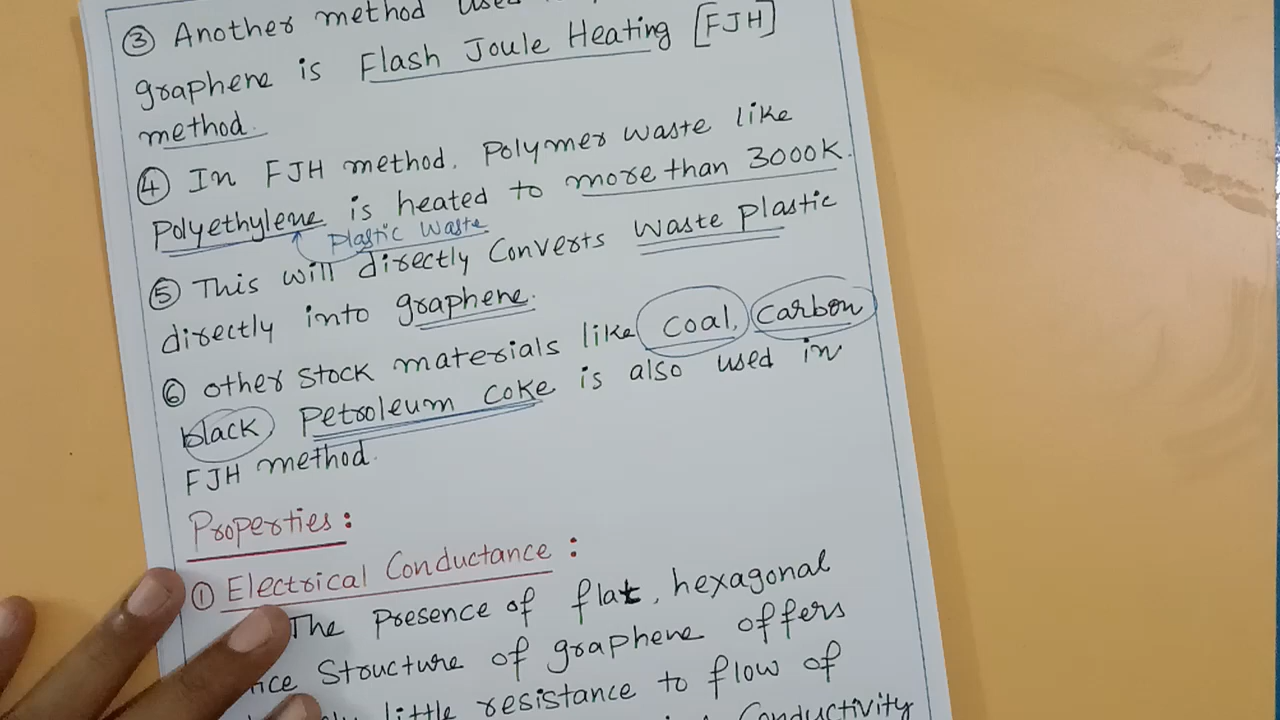 ③ Another method used
graphene is Flash Joule Heating [FJH]
method.
④ In FJH method. Polymer waste like
Polyethylene is heated to more than 3000K.
Plastic Waste
⑤ This will directly Converts waste plastic
directly into graphene.
⑥ other stock materials like coal, carbon
black, Petroleum coke is also used in
FJH method.
Properties:
① Electrical Conductance:
The Presence of flat, hexagonal
Structure of graphene offers
little resistance to flow of
Conductivity